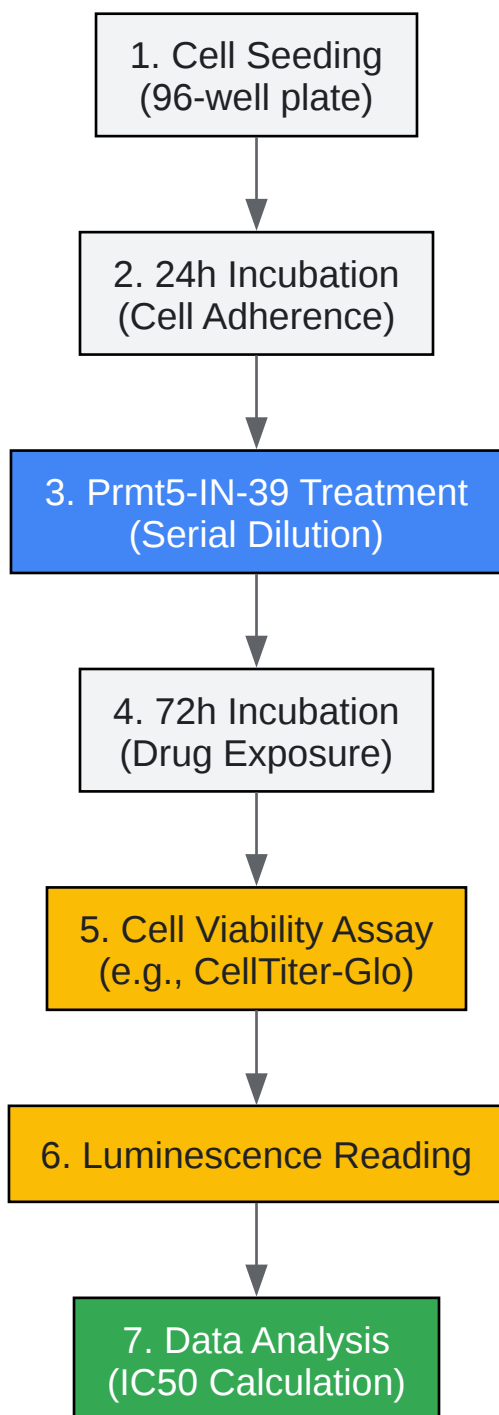 1. Cell Seeding
(96-well plate)
2. 24h Incubation
(Cell Adherence)
3. Prmt5-IN-39 Treatment
(Serial Dilution)
4. 72h Incubation
(Drug Exposure)
5. Cell Viability Assay
(e.g., CellTiter-Glo)
6. Luminescence Reading
7. Data Analysis
(IC50 Calculation)